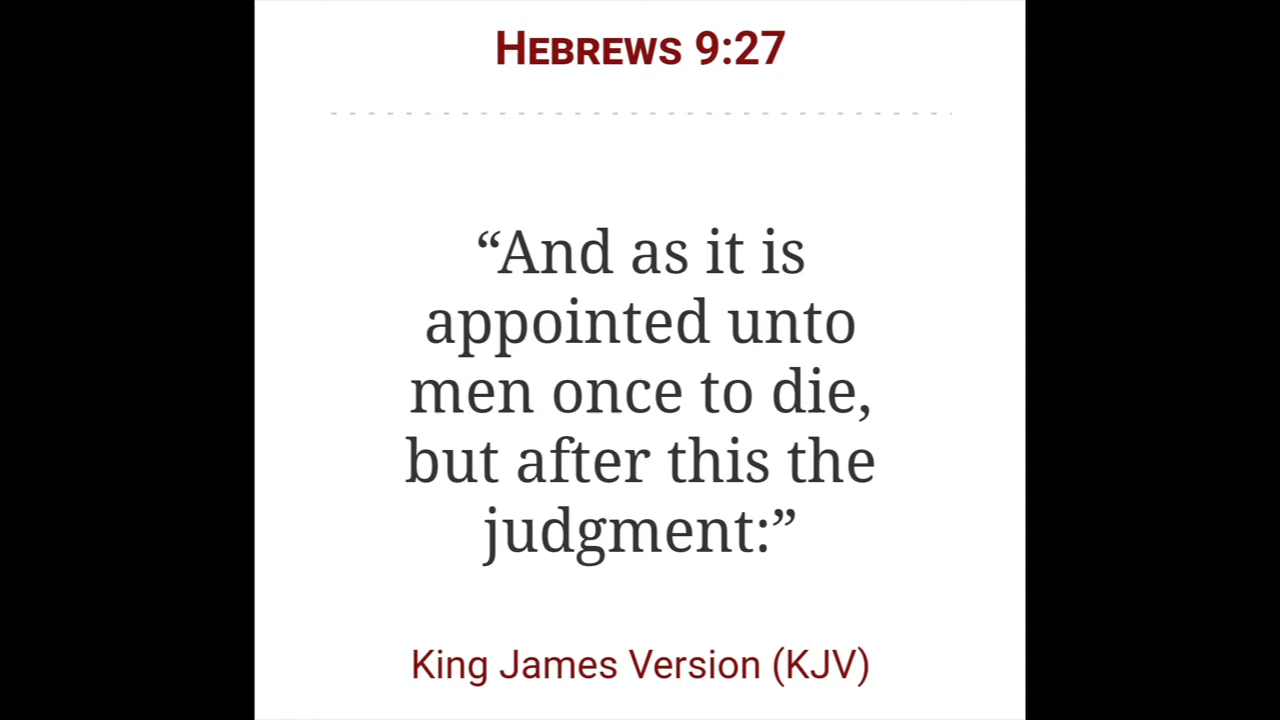 HEBREWS 9:27
“And as it is
appointed unto
men once to die,
but after this the
judgment:”
King James Version (KJV)